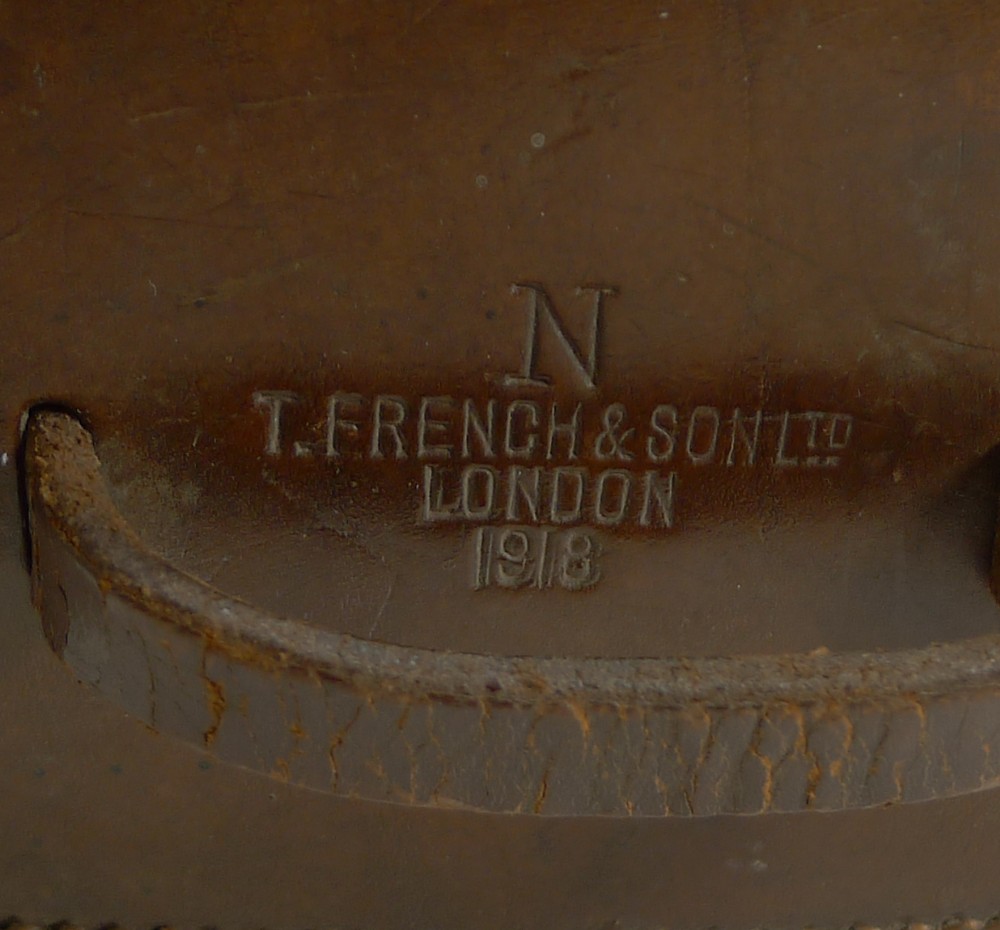 N
T. FRENCH & SON LTD
LONDON
1918